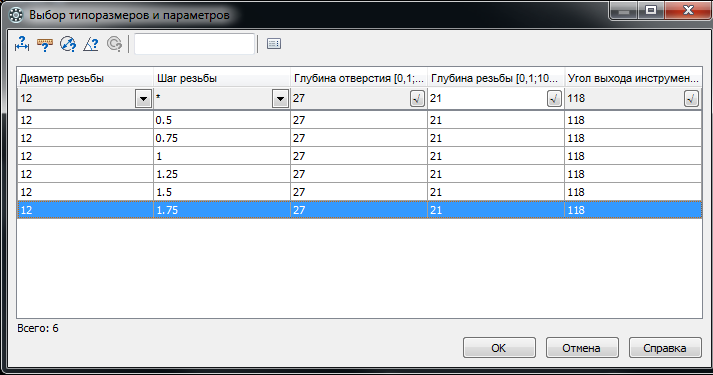 Выбор типоразмеров и параметров
Диаметр резьбы Шаг резьбы Глубина отверстия [0,1;... Глубина резьбы [0,1;10... Угол выхода инструмен...
12 * 27 21 118
12 0.5 27 21 118
12 0.75 27 21 118
12 1 27 21 118
12 1.25 27 21 118
12 1.5 27 21 118
12 1.75 27 21 118
Всего: 6
OK Отмена Справка